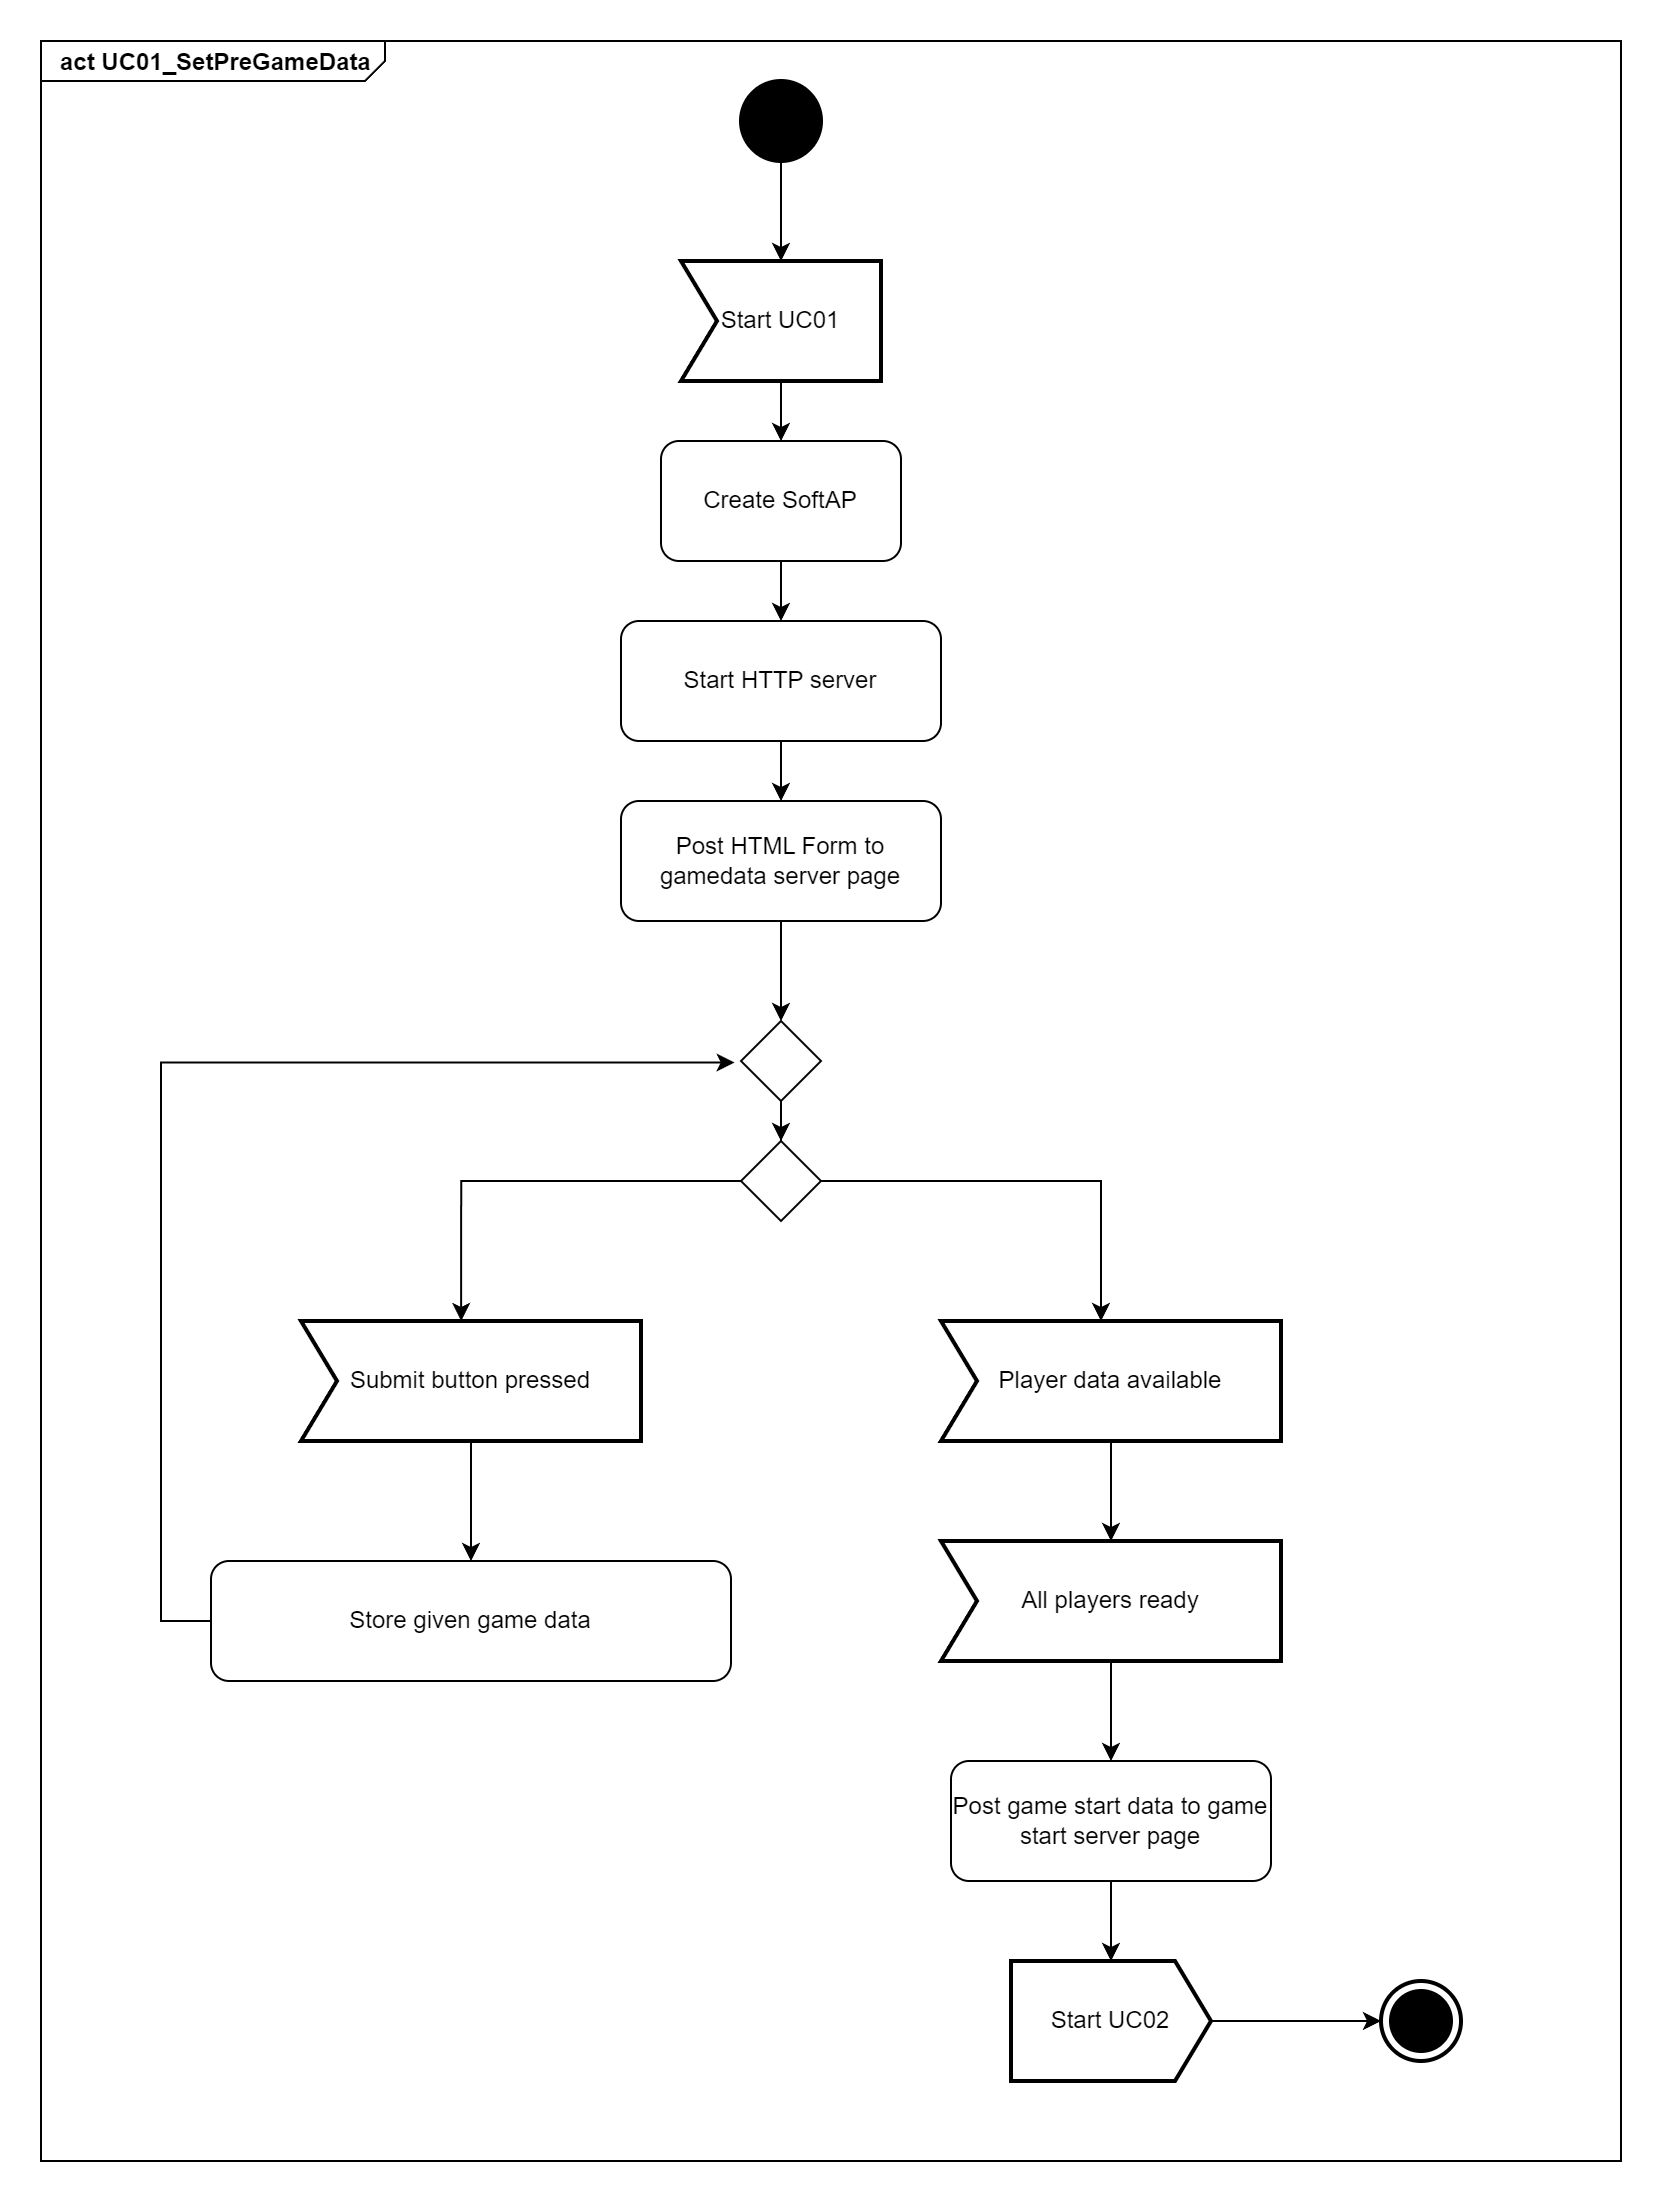 act UC01_SetPreGameData
Start UC01
Create SoftAP
Start HTTP server
Post HTML Form to
gamedata server page
Submit button pressed
Player data available
All players ready
Store given game data
Post game start data to game
start server page
Start UC02